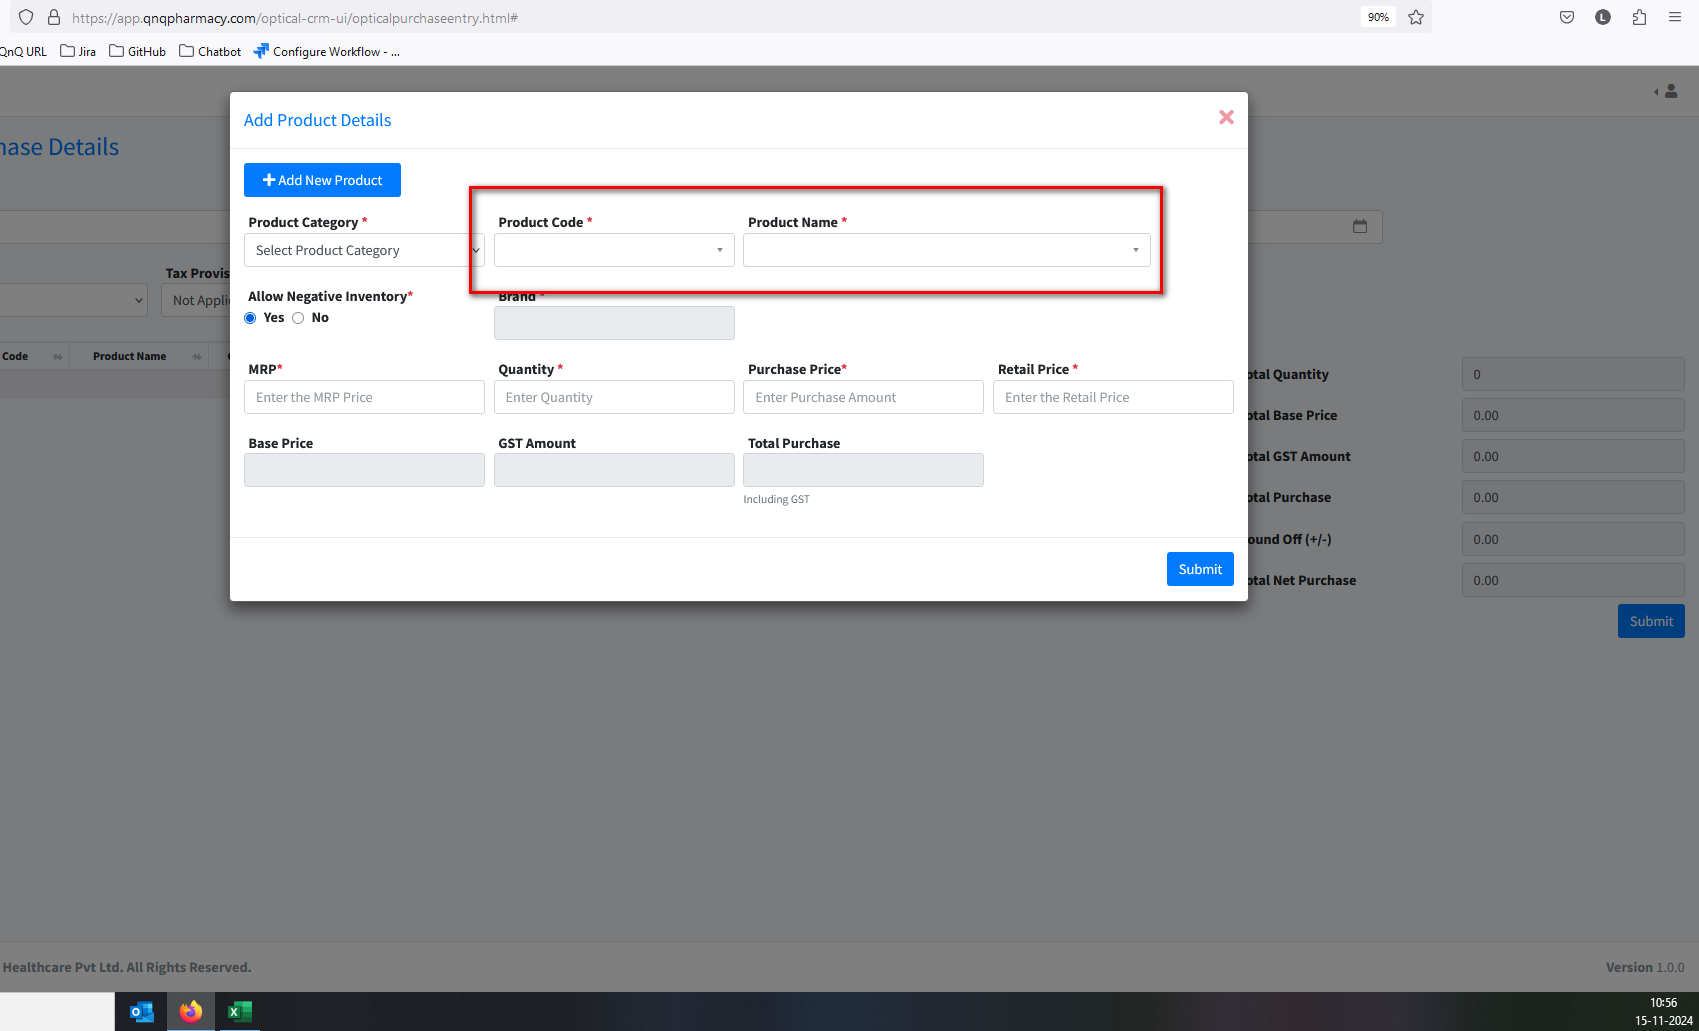 https://app.qnqpharmacy.com/optical-crm-ui/opticalpurchaseentry.html#
90%
L
QnQ URL
Jira
GitHub
Chatbot
Configure Workflow - ...
Add Product Details
hase Details
Add New Product
Product Category *
Product Code *
Product Name *
Select Product Category
Tax Provis
Not Appli
Allow Negative Inventory*
Brand *
Yes
No
Code
Product Name
MRP*
Quantity *
Purchase Price*
Retail Price *
Enter the MRP Price
Enter Quantity
Enter Purchase Amount
Enter the Retail Price
Base Price
GST Amount
Total Purchase
Including GST
Submit
otal Quantity
0
otal Base Price
0.00
otal GST Amount
0.00
otal Purchase
0.00
ound Off (+/-)
0.00
otal Net Purchase
0.00
Submit
Healthcare Pvt Ltd. All Rights Reserved.
Version 1.0.0
10:56
15-11-2024